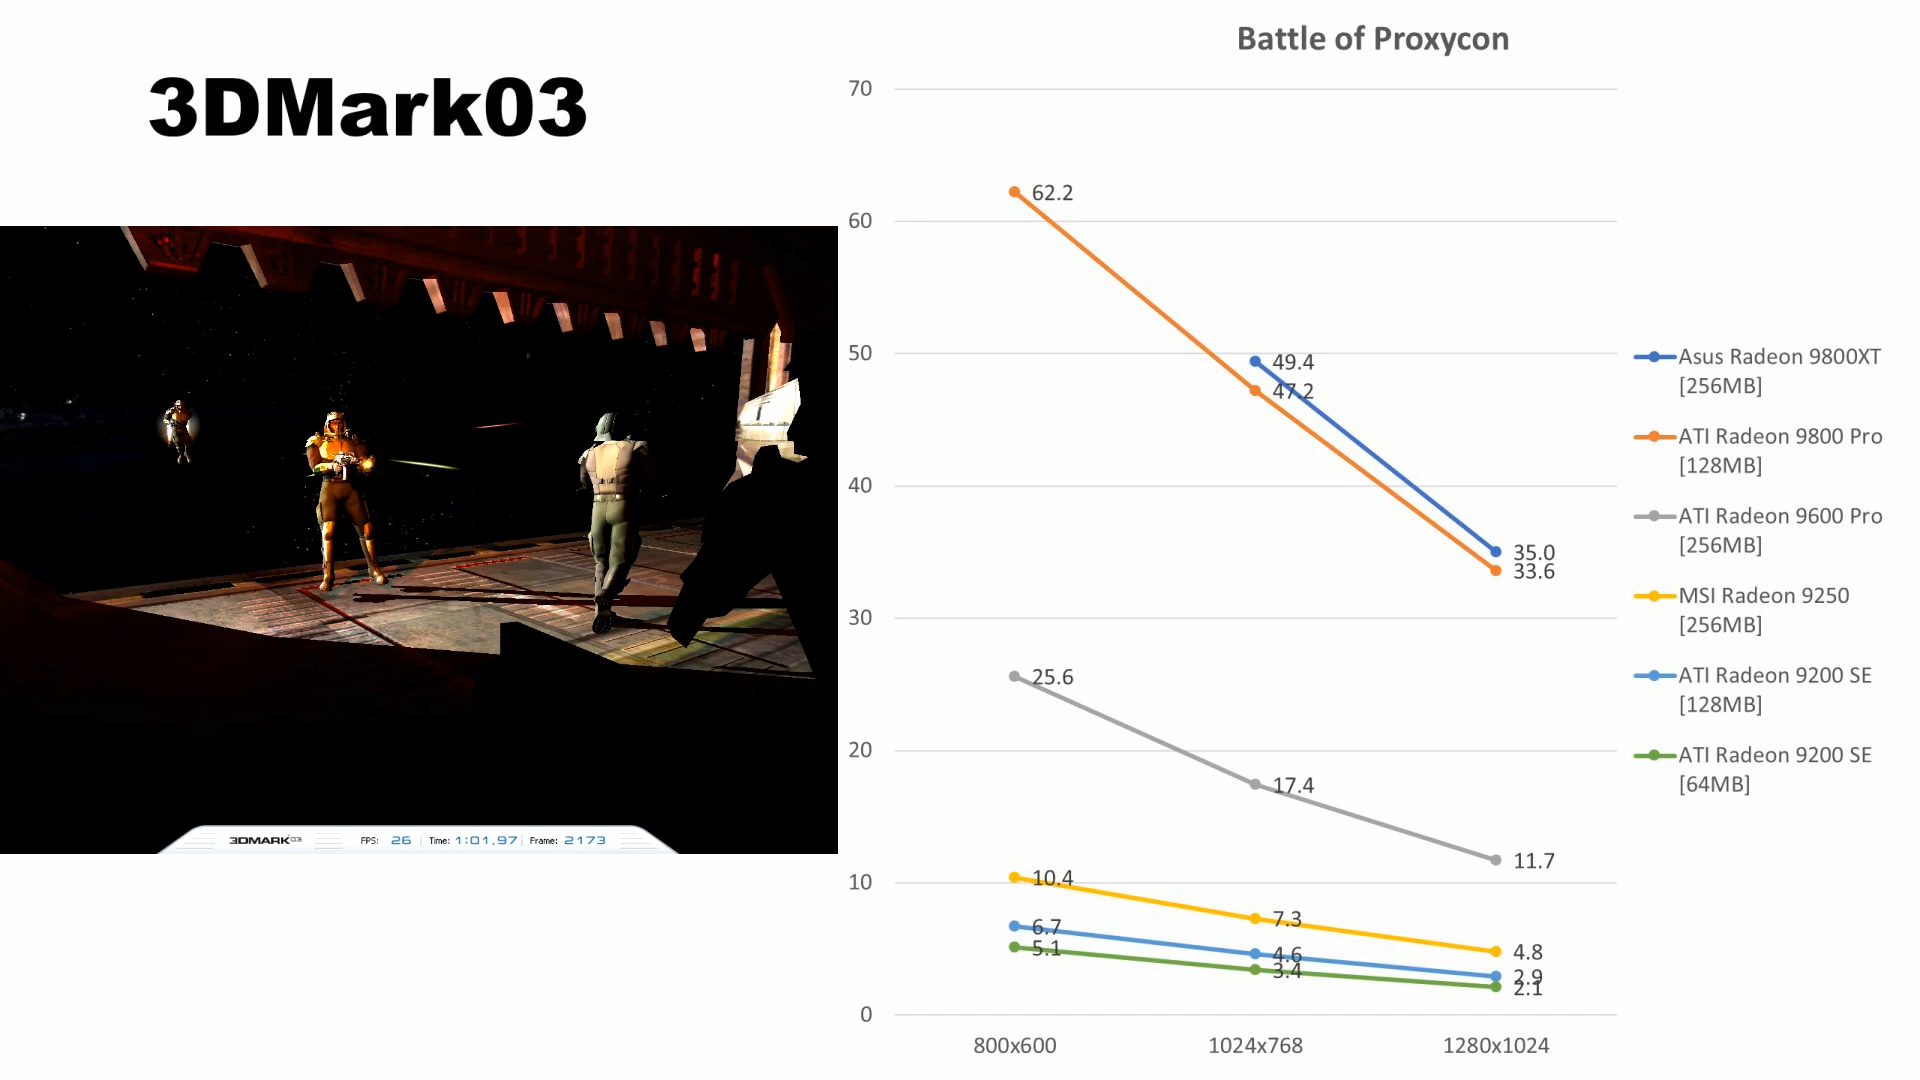 3DMark03
3DMARK03 FPS: 26 Time: 1:01.97 Frame: 2173
Battle of Proxycon
70
60
50
40
30
20
10
0
62.2
49.4
47.2
35.0
33.6
25.6
17.4
11.7
10.4
7.3
4.8
6.7
4.6
2.9
5.1
3.4
2.1
800x600
1024x768
1280x1024
Asus Radeon 9800XT
[256MB]
ATI Radeon 9800 Pro
[128MB]
ATI Radeon 9600 Pro
[256MB]
MSI Radeon 9250
[256MB]
ATI Radeon 9200 SE
[128MB]
ATI Radeon 9200 SE
[64MB]